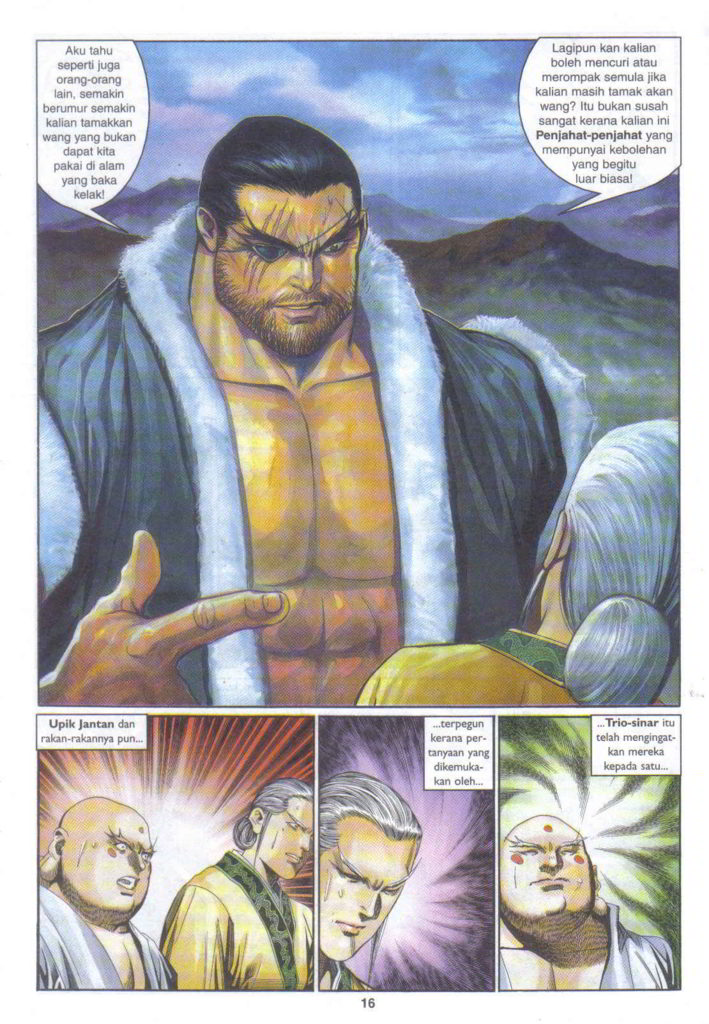 Aku tahu
seperti juga
orang-orang
lain, semakin
berumur semakin
kalian tamakkan
wang yang bukan
dapat kita
pakai di alam
yang baka
kelak!
Lagipun kan kalian
boleh mencuri atau
merompak semula jika
kalian masih tamak akan
wang? Itu bukan susah
sangat kerana kalian ini
Penjahat-penjahat yang
mempunyai kebolehan
yang begitu
luar biasa!
Upik Jantan dan
rakan-rakannya pun...
...terpegun
kerana per-
tanyaan yang
dikemuka-
kan oleh...
...Trio-sinar itu
telah mengingat-
kan mereka
kepada satu...
16